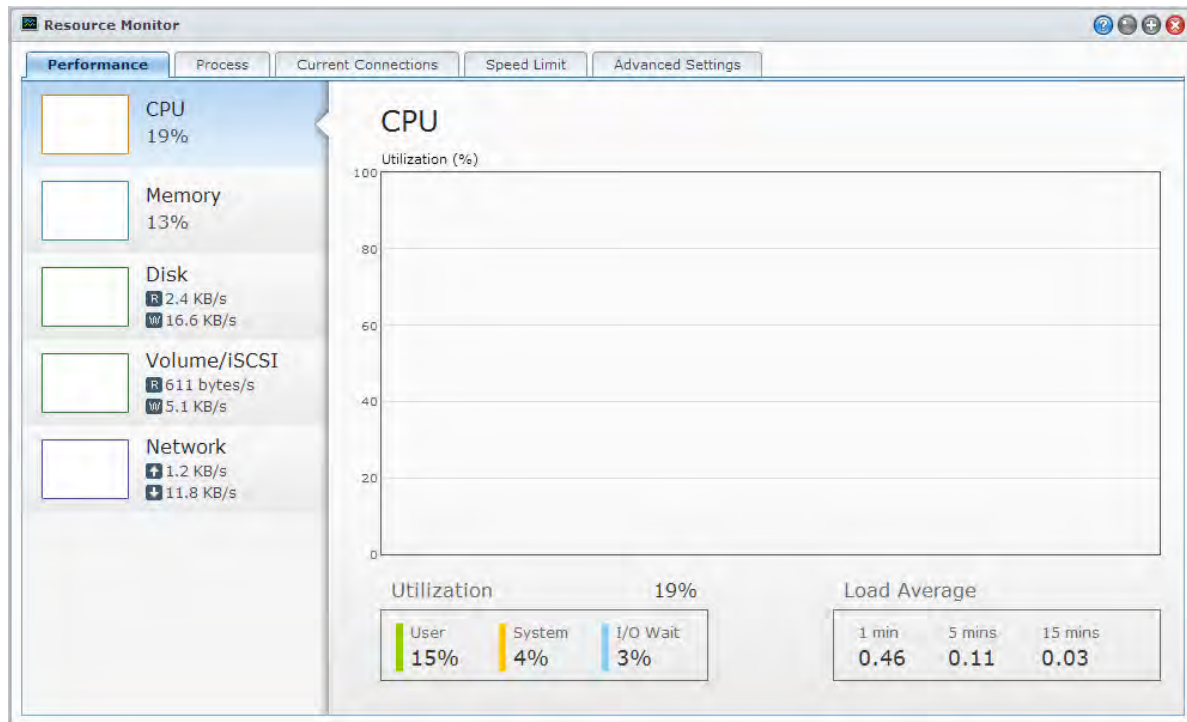 Resource Monitor
Performance Process Current Connections Speed Limit Advanced Settings
CPU
19%
Memory
13%
Disk
R 2.4 KB/s
W 16.6 KB/s
Volume/iSCSI
R 611 bytes/s
W 5.1 KB/s
Network
1.2 KB/s
11.8 KB/s
CPU
Utilization (%)
100
80
60
40
20
0
Utilization 19%
User System I/O Wait
15% 4% 3%
Load Average
1 min 5 mins 15 mins
0.46 0.11 0.03